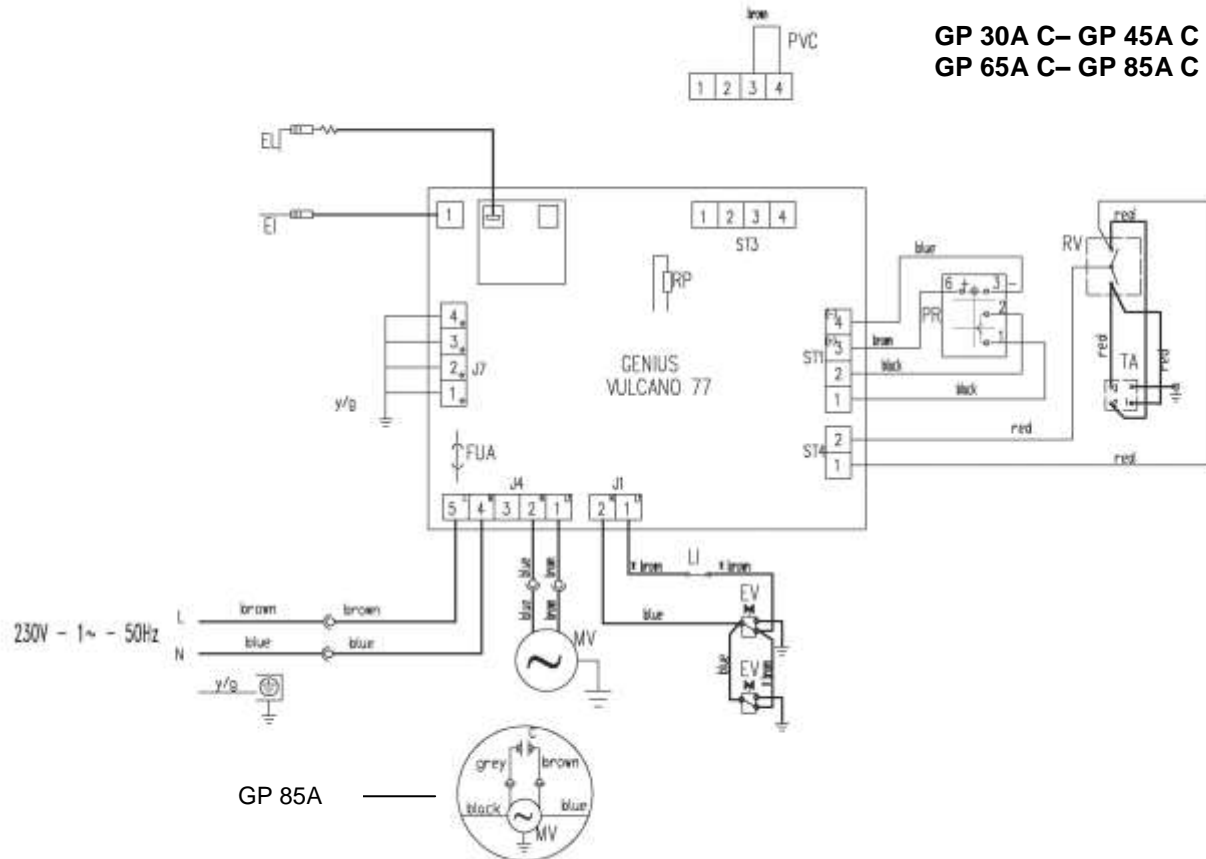 brown
PVC
GP 30A C– GP 45A C
GP 65A C– GP 85A C
1 2 3 4
EL
EI
1
1 2 3 4
ST3
RP
GENIUS
VULCANO 77
4
3
2
1
J7
y/g
FUA
J4
5 4 3 2 1
L N N
J1
2 1
N
blue
brown
black
black
(-) 4
(+) 3
2
1
ST1
6 + 3 -
2
1
PR
2
1
ST4
red
red
RV
red
red
red
TA
230V - 1~ - 50Hz
L
brown
brown
N
blue
blue
y/g
blue
brown
blue
brown
MV
* brown
LI
* brown
blue
EV
M
blue
* brown
EV
M
GP 85A
C
grey
brown
black
blue
MV